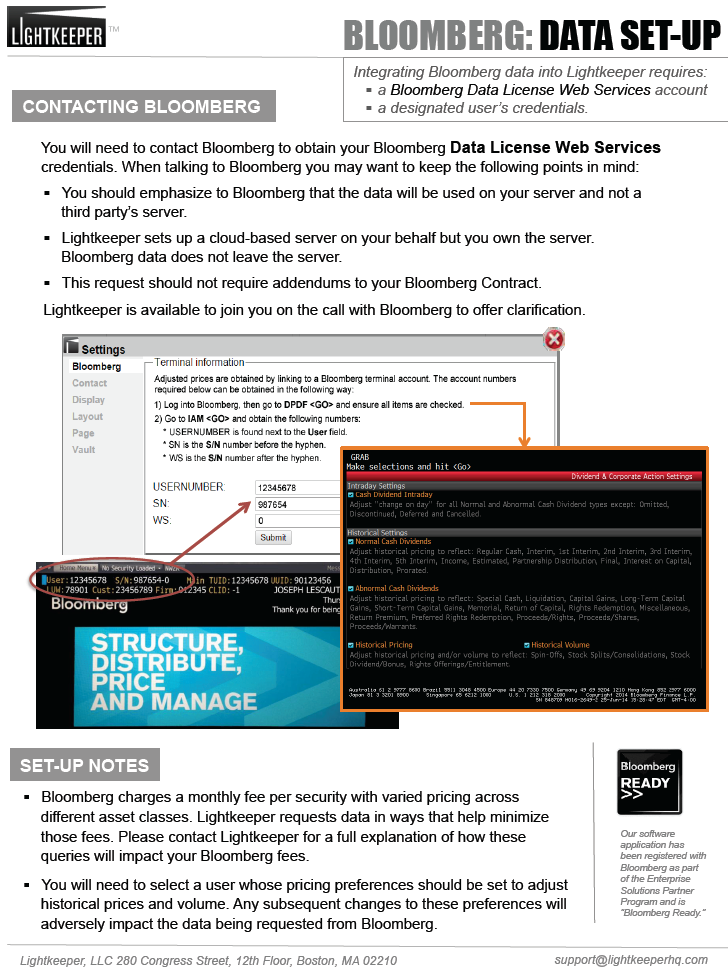 LIGHTKEEPER™
BLOOMBERG: DATA SET-UP
Integrating Bloomberg data into Lightkeeper requires:
▪ a Bloomberg Data License Web Services account
▪ a designated user's credentials.
CONTACTING BLOOMBERG
You will need to contact Bloomberg to obtain your Bloomberg Data License Web Services
credentials. When talking to Bloomberg you may want to keep the following points in mind:
▪ You should emphasize to Bloomberg that the data will be used on your server and not a
third party's server.
▪ Lightkeeper sets up a cloud-based server on your behalf but you own the server.
Bloomberg data does not leave the server.
▪ This request should not require addendums to your Bloomberg Contract.
Lightkeeper is available to join you on the call with Bloomberg to offer clarification.
Settings
Bloomberg
Contact
Display
Layout
Page
Vault
Terminal information
Adjusted prices are obtained by linking to a Bloomberg terminal account. The account numbers
required below can be obtained in the following way:
1) Log into Bloomberg, then go to DPDF <GO> and ensure all items are checked.
2) Go to IAM <GO> and obtain the following numbers:
* USERNUMBER is found next to the User field.
* SN is the S/N number before the hyphen.
* WS is the S/N number after the hyphen.
USERNUMBER: 12345678
SN: 987654
WS: 0
Submit
GRAB
Make selections and hit <Go>
Dividend & Corporate Action Settings
Intraday Settings
Cash Dividend Intraday
Adjust "change on day" for all Normal and Abnormal Cash Dividend types except: Omitted,
Discontinued, Deferred and Cancelled.
Historical Settings
Normal Cash Dividends
Adjust historical pricing to reflect: Regular Cash, Interim, 1st Interim, 2nd Interim, 3rd Interim,
4th Interim, 5th Interim, Income, Estimated, Partnership Distribution, Final, Interest on Capital,
Distribution, Prorated.
Abnormal Cash Dividends
Adjust historical pricing to reflect: Special Cash, Liquidation, Capital Gains, Long-Term Capital
Gains, Short-Term Capital Gains, Memorial, Return of Capital, Rights Redemption, Miscellaneous,
Return Premium, Preferred Rights Redemption, Proceeds/Rights, Proceeds/Shares,
Proceeds/Warrants.
Historical Pricing Historical Volume
Adjust historical pricing and/or volume to reflect: Spin-Offs, Stock Splits/Consolidations, Stock
Dividend/Bonus, Rights Offerings/Entitlement.
Australia 61 2 9777 8600 Brazil 5511 3048 4500 Europe 44 20 7330 7500 Germany 49 69 9204 1210 Hong Kong 852 2977 6000
Japan 81 3 3201 8900 Singapore 65 6212 1000 U.S. 1 212 318 2000 Copyright 2014 Bloomberg Finance L.P.
Home Menu No Security Loaded
User:12345678 S/N:987654-0 Main TUID:12345678 UUID:90123456
LUW:78901 Cust:23456789 Firm:012345 CLID:-1 JOSEPH LESCAUT
Bloomberg
Thank you for being
STRUCTURE,
DISTRIBUTE,
PRICE
AND MANAGE
SET-UP NOTES
▪ Bloomberg charges a monthly fee per security with varied pricing across
different asset classes. Lightkeeper requests data in ways that help minimize
those fees. Please contact Lightkeeper for a full explanation of how these
queries will impact your Bloomberg fees.
▪ You will need to select a user whose pricing preferences should be set to adjust
historical prices and volume. Any subsequent changes to these preferences will
adversely impact the data being requested from Bloomberg.
Bloomberg
READY
>>
Our software
application has
been registered with
Bloomberg as part
of the Enterprise
Solutions Partner
Program and is
"Bloomberg Ready."
Lightkeeper, LLC 280 Congress Street, 12th Floor, Boston, MA 02210
support@lightkeeperhq.com